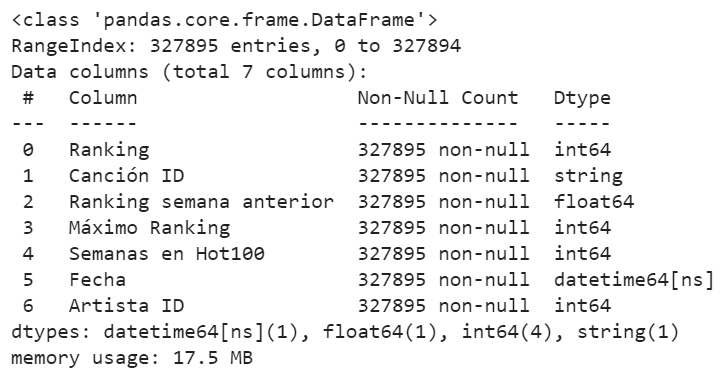 <class 'pandas.core.frame.DataFrame'>
RangeIndex: 327895 entries, 0 to 327894
Data columns (total 7 columns):
 #   Column                   Non-Null Count   Dtype
---  ------                   --------------   -----
 0   Ranking                  327895 non-null  int64
 1   Canción ID               327895 non-null  string
 2   Ranking semana anterior  327895 non-null  float64
 3   Máximo Ranking           327895 non-null  int64
 4   Semanas en Hot100        327895 non-null  int64
 5   Fecha                    327895 non-null  datetime64[ns]
 6   Artista ID               327895 non-null  int64
dtypes: datetime64[ns](1), float64(1), int64(4), string(1)
memory usage: 17.5 MB